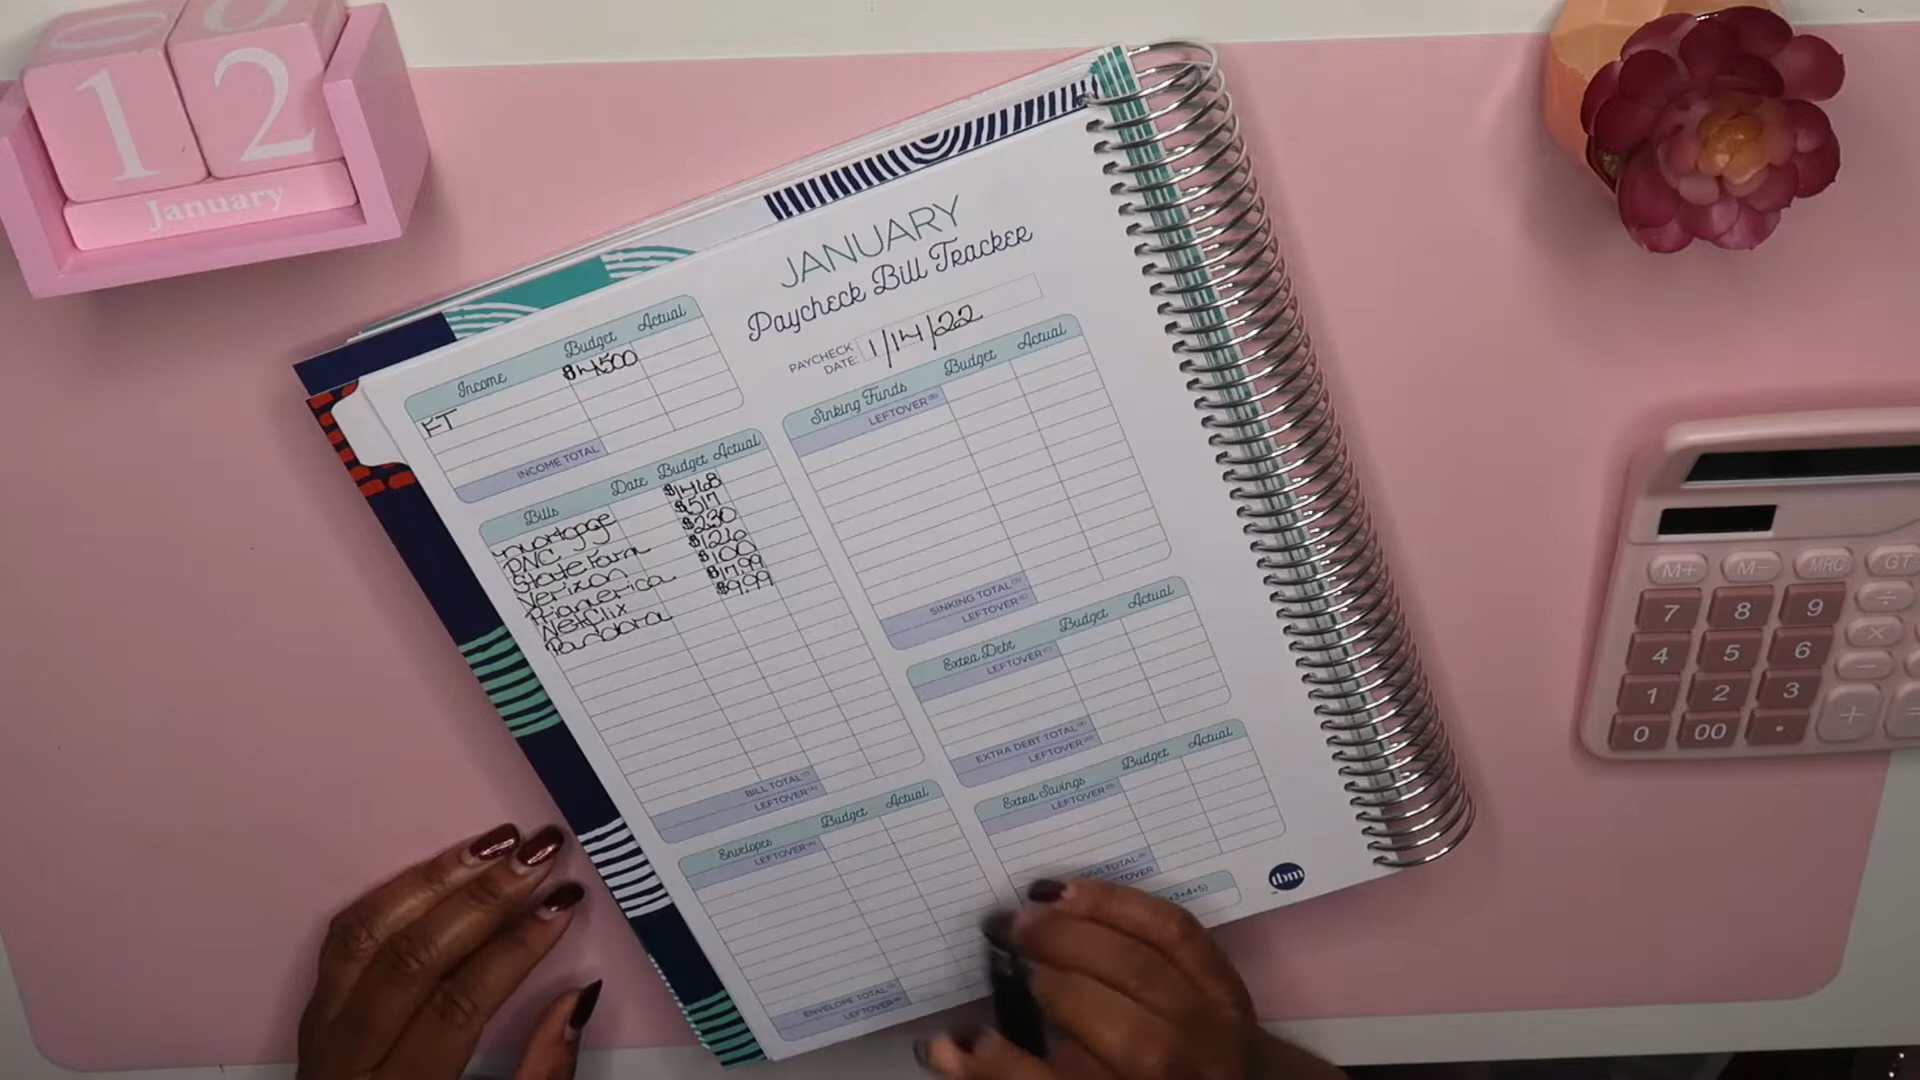 12
January
JANUARY
Paycheck Bill Tracker
PAYCHECK DATE: 1/14/22
Income Budget Actual
FT $1,500
INCOME TOTAL
Bills Date Budget Actual
mortgage $1468
PNC $517
State Farm $230
Verizon $126
Primerica $100
Netflix $17.99
Pandora $9.99
BILL TOTAL
LEFTOVER
Envelopes Budget Actual
LEFTOVER
ENVELOPE TOTAL
LEFTOVER
Sinking Funds Budget Actual
LEFTOVER
SINKING TOTAL
LEFTOVER
Extra Debt Budget Actual
LEFTOVER
EXTRA DEBT TOTAL
LEFTOVER
Extra Savings Budget Actual
LEFTOVER
TOTAL
tbm
M+ M- MRC GT
7 8 9 ÷
4 5 6 ×
1 2 3 −
0 00 . + =